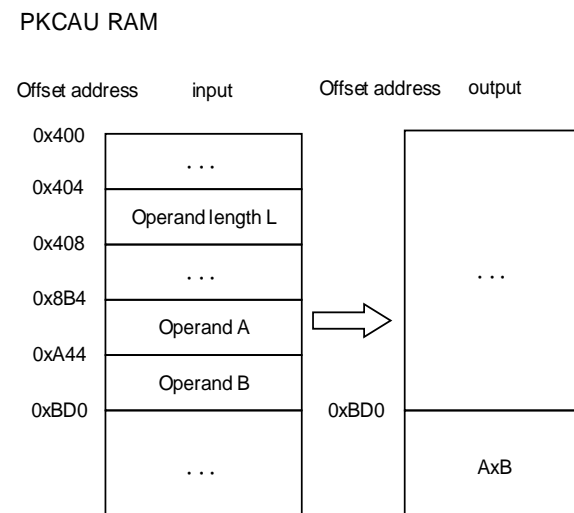 PKCAU RAM
Offset address input Offset address output
0x400
. . .
0x404
Operand length L
0x408
. . .
. . .
0x8B4
Operand A
0xA44
Operand B
0xBD0
0xBD0
. . .
AxB